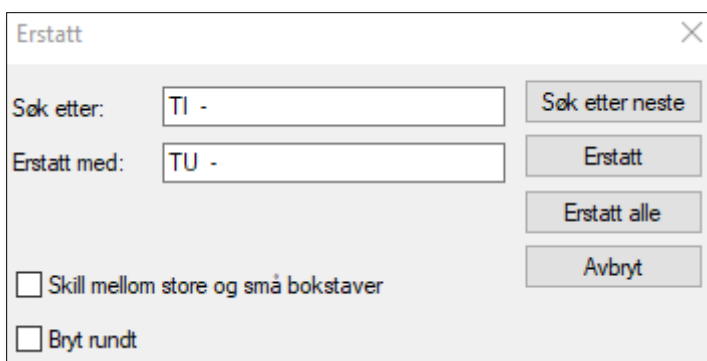 Erstatt
Søk etter: TI  - Søk etter neste
Erstatt med: TU  - Erstatt
Erstatt alle
Avbryt
Skill mellom store og små bokstaver
Bryt rundt